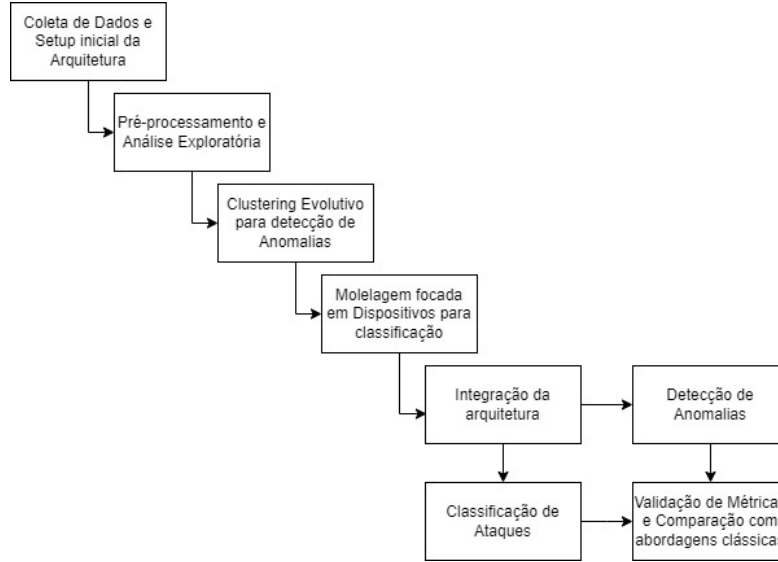 Coleta de Dados e
Setup inicial da
Arquitetura
Pré-processamento e
Análise Exploratória
Clustering Evolutivo
para detecção de
Anomalias
Molelagem focada
em Dispositivos para
classificação
Integração da
arquitetura
Detecção de
Anomalias
Classificação de
Ataques
Validação de Métrica
e Comparação com
abordagens clássicas